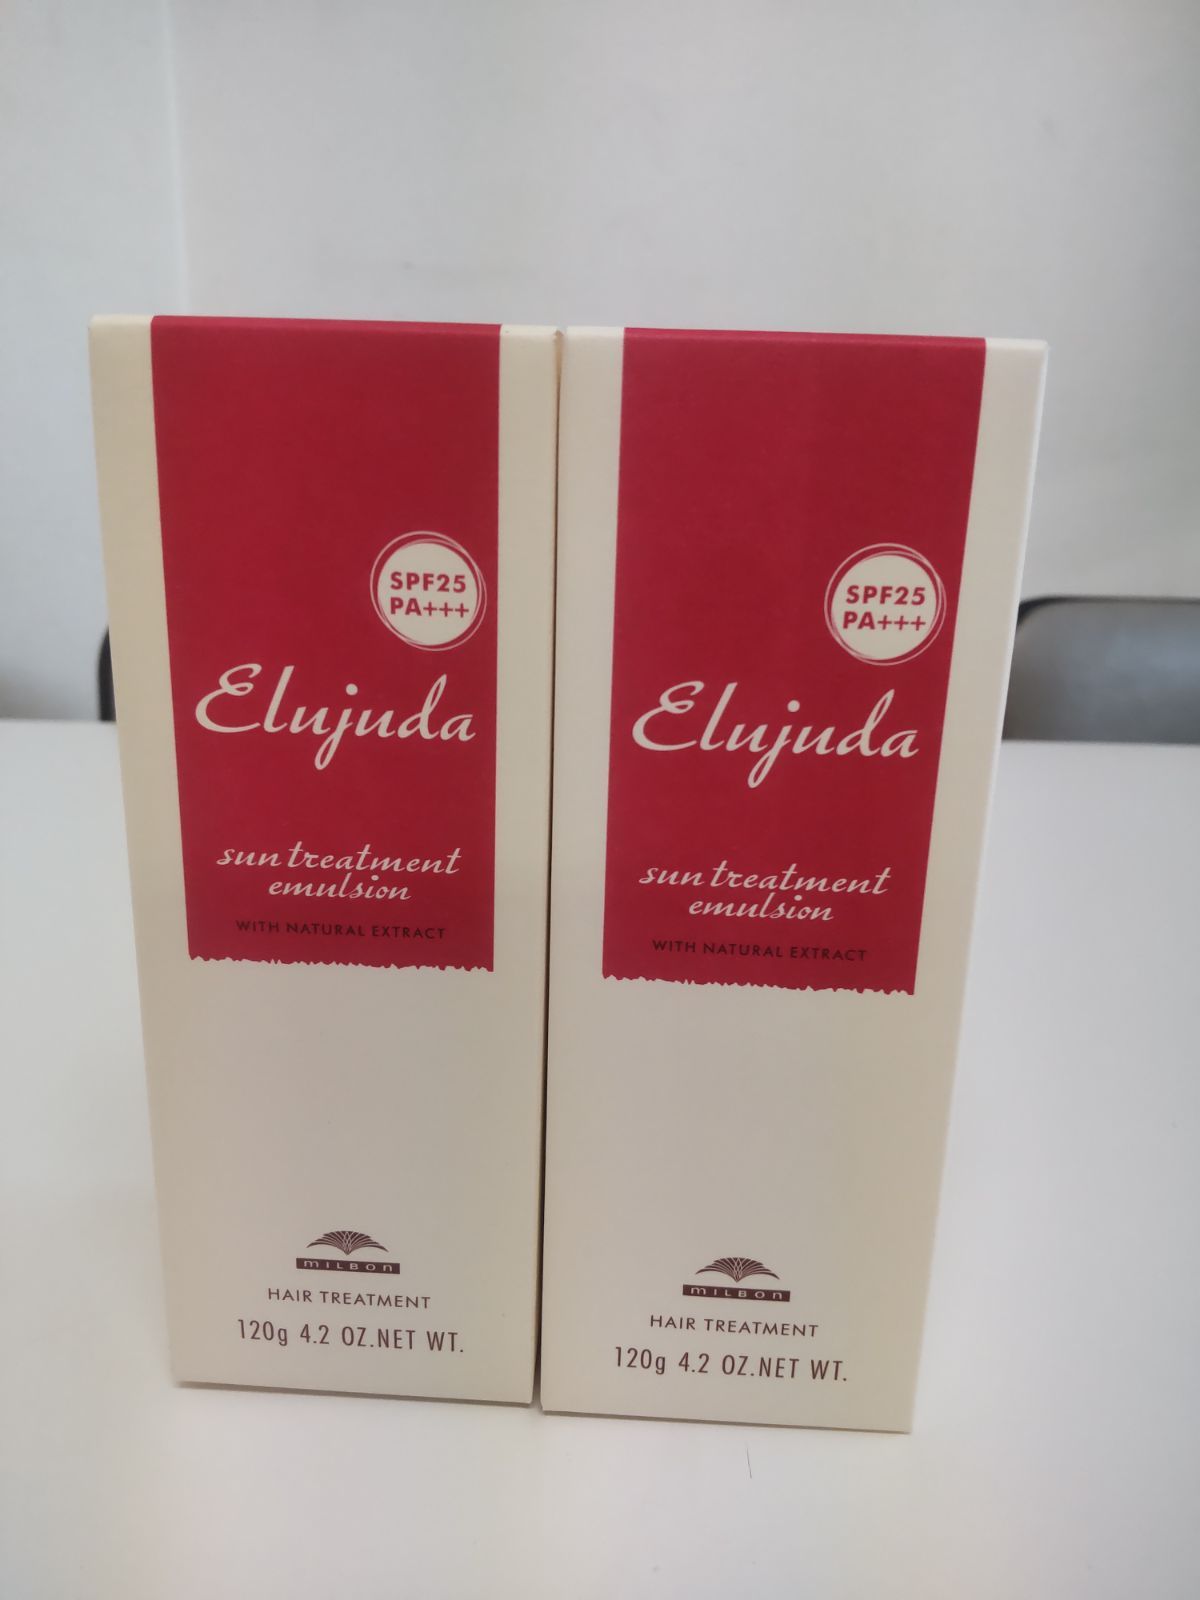 SPF25
PA+++
Elujuda
sun treatment
emulsion
WITH NATURAL EXTRACT
MILBON
HAIR TREATMENT
120g 4.2 OZ.NET WT.
SPF25
PA+++
Elujuda
sun treatment
emulsion
WITH NATURAL EXTRACT
MILBON
HAIR TREATMENT
120g 4.2 OZ.NET WT.